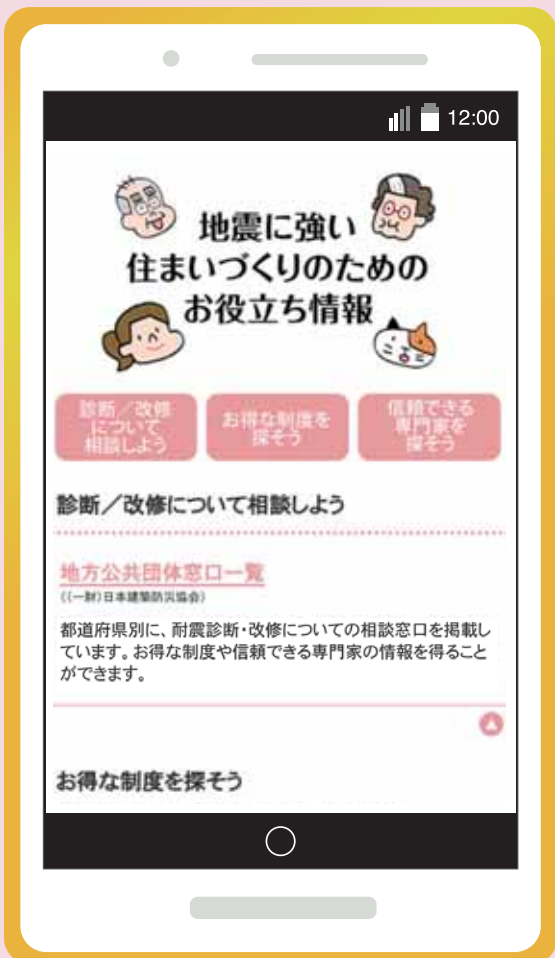 12:00
地震に強い
住まいづくりのための
お役立ち情報
診断／改修
について
相談しよう
お得な制度を
探そう
信頼できる
専門家を
探そう
診断／改修について相談しよう
地方公共団体窓口一覧
((一財)日本建築防災協会)
都道府県別に、耐震診断・改修についての相談窓口を掲載し
ています。お得な制度や信頼できる専門家の情報を得ること
ができます。
お得な制度を探そう